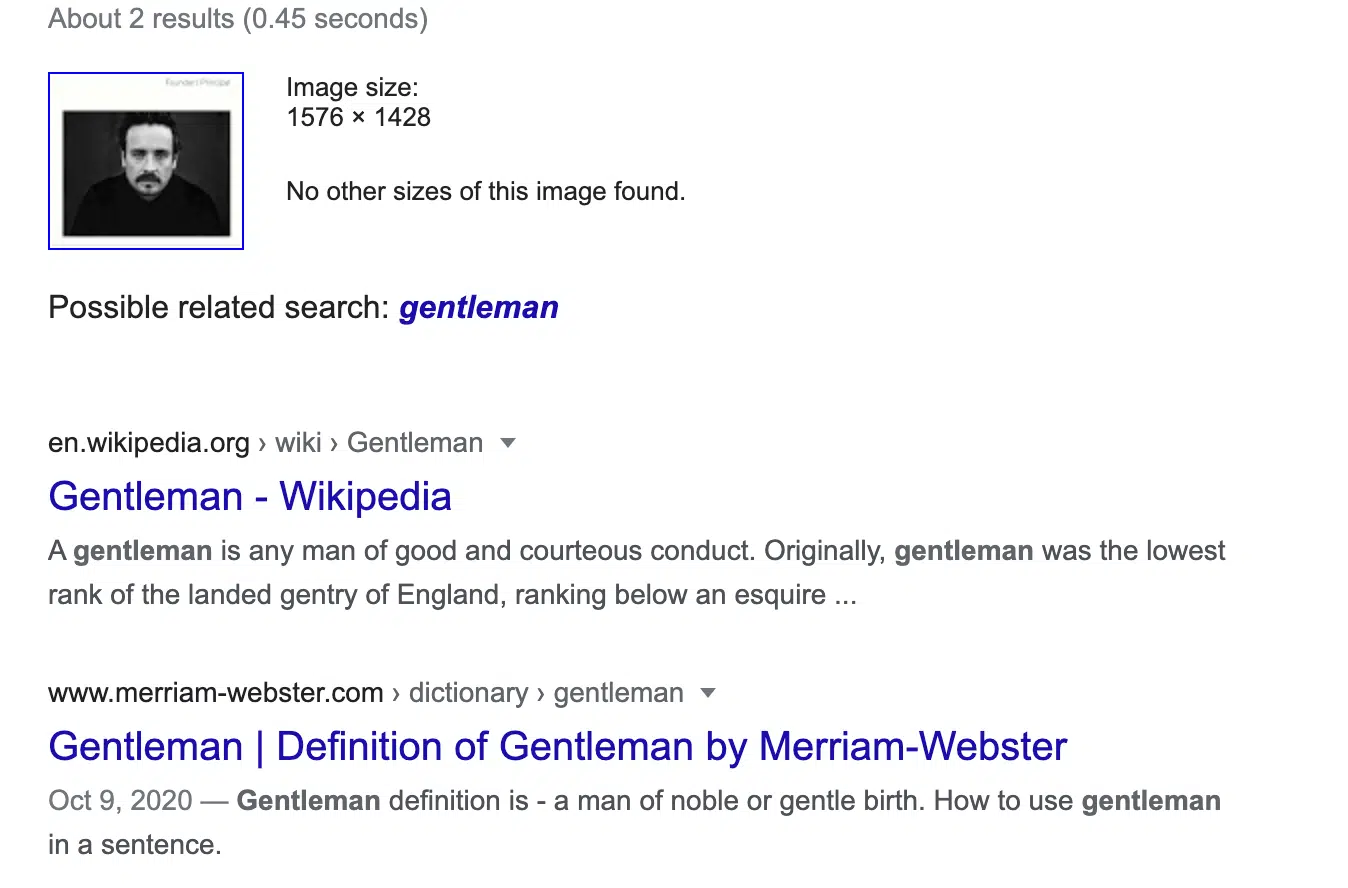 About 2 results (0.45 seconds)
Founder | Principal
Image size:
1576 × 1428
No other sizes of this image found.
Possible related search: gentleman
en.wikipedia.org › wiki › Gentleman
Gentleman - Wikipedia
A gentleman is any man of good and courteous conduct. Originally, gentleman was the lowest
rank of the landed gentry of England, ranking below an esquire ...
www.merriam-webster.com › dictionary › gentleman
Gentleman | Definition of Gentleman by Merriam-Webster
Oct 9, 2020 — Gentleman definition is - a man of noble or gentle birth. How to use gentleman
in a sentence.